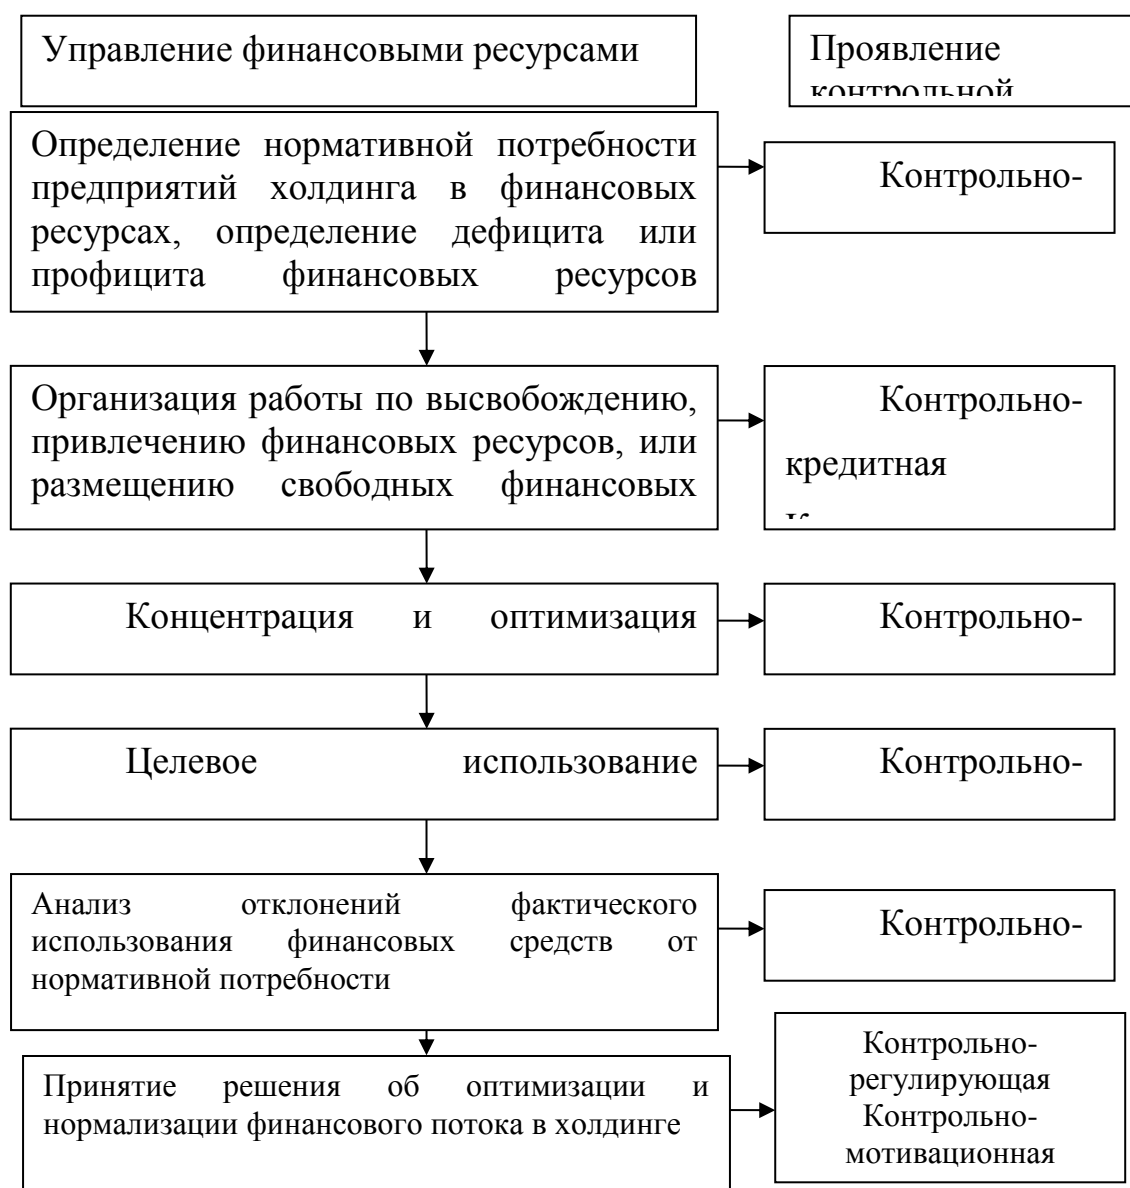 Управление финансовыми ресурсами
Проявление
контрольной
Определение нормативной потребности
предприятий холдинга в финансовых
ресурсах, определение дефицита или
профицита финансовых ресурсов
Контрольно-
Организация работы по высвобождению,
привлечению финансовых ресурсов, или
размещению свободных финансовых
Контрольно-
кредитная
Концентрация и оптимизация
Контрольно-
Целевое использование
Контрольно-
Анализ отклонений фактического
использования финансовых средств от
нормативной потребности
Контрольно-
Принятие решения об оптимизации и
нормализации финансового потока в холдинге
Контрольно-
регулирующая
Контрольно-
мотивационная